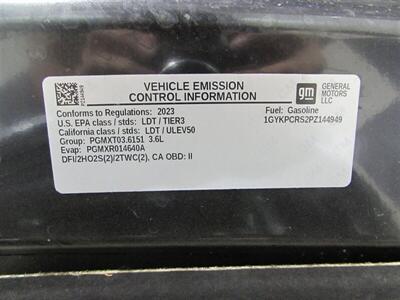 VEHICLE EMISSION
CONTROL INFORMATION
gm
GENERAL
MOTORS
LLC
Conforms to Regulations: 2023
Fuel: Gasoline
U.S. EPA class / stds: LDT / TIER3
1GYKPCRS2PZ144949
California class / stds: LDT / ULEV50
Group: PGMXT03.6151 3.6L
Evap: PGMXR014640A
DFI/2HO2S(2)/2TWC(2), CA OBD: II